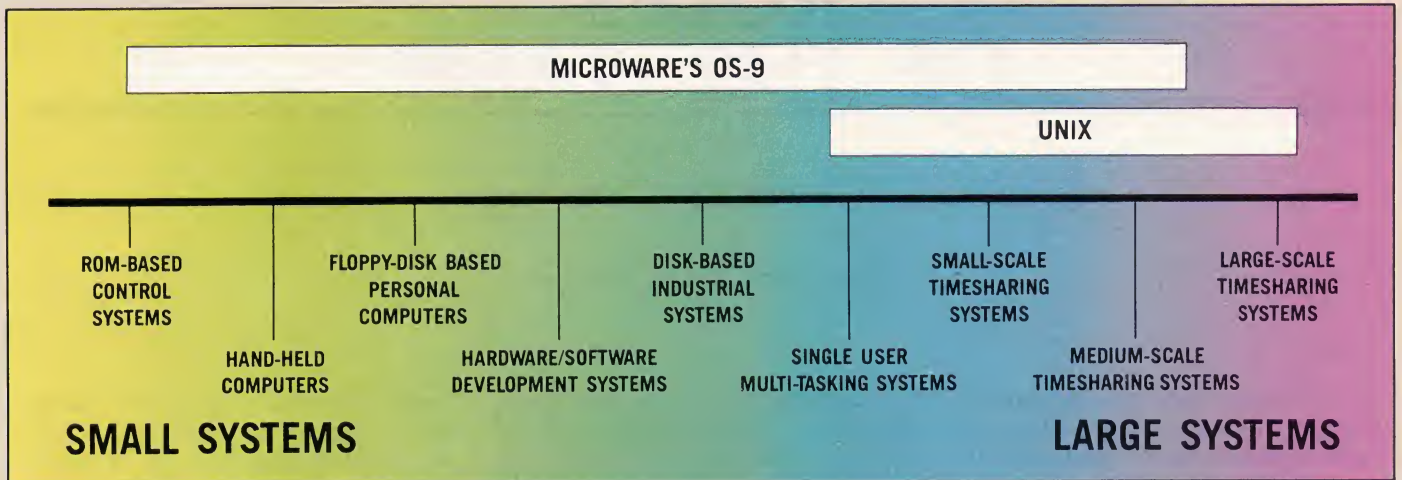 MICROWARE'S OS-9
UNIX
ROM-BASED
CONTROL
SYSTEMS
HAND-HELD
COMPUTERS
FLOPPY-DISK BASED
PERSONAL
COMPUTERS
HARDWARE/SOFTWARE
DEVELOPMENT SYSTEMS
DISK-BASED
INDUSTRIAL
SYSTEMS
SINGLE USER
MULTI-TASKING SYSTEMS
SMALL-SCALE
TIMESHARING
SYSTEMS
MEDIUM-SCALE
TIMESHARING SYSTEMS
LARGE-SCALE
TIMESHARING
SYSTEMS
SMALL SYSTEMS
LARGE SYSTEMS